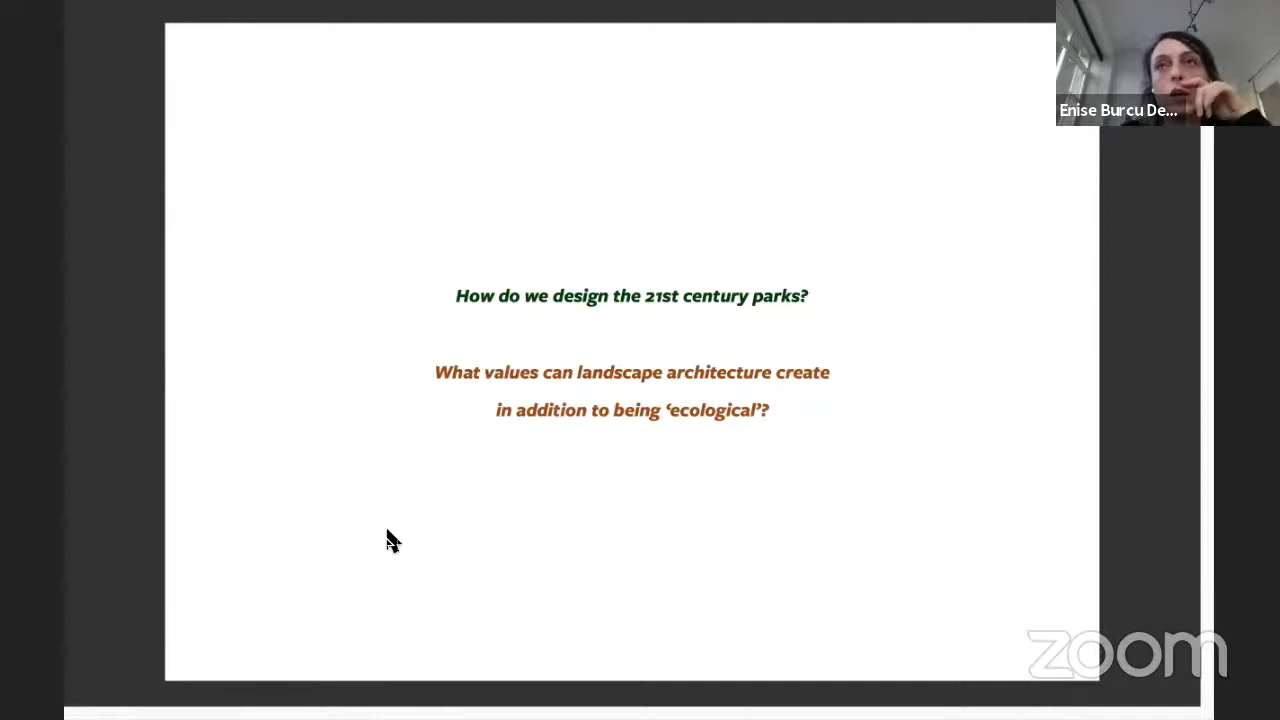 Enise Burcu De...
How do we design the 21st century parks?
What values can landscape architecture create
in addition to being ‘ecological’?
zoom